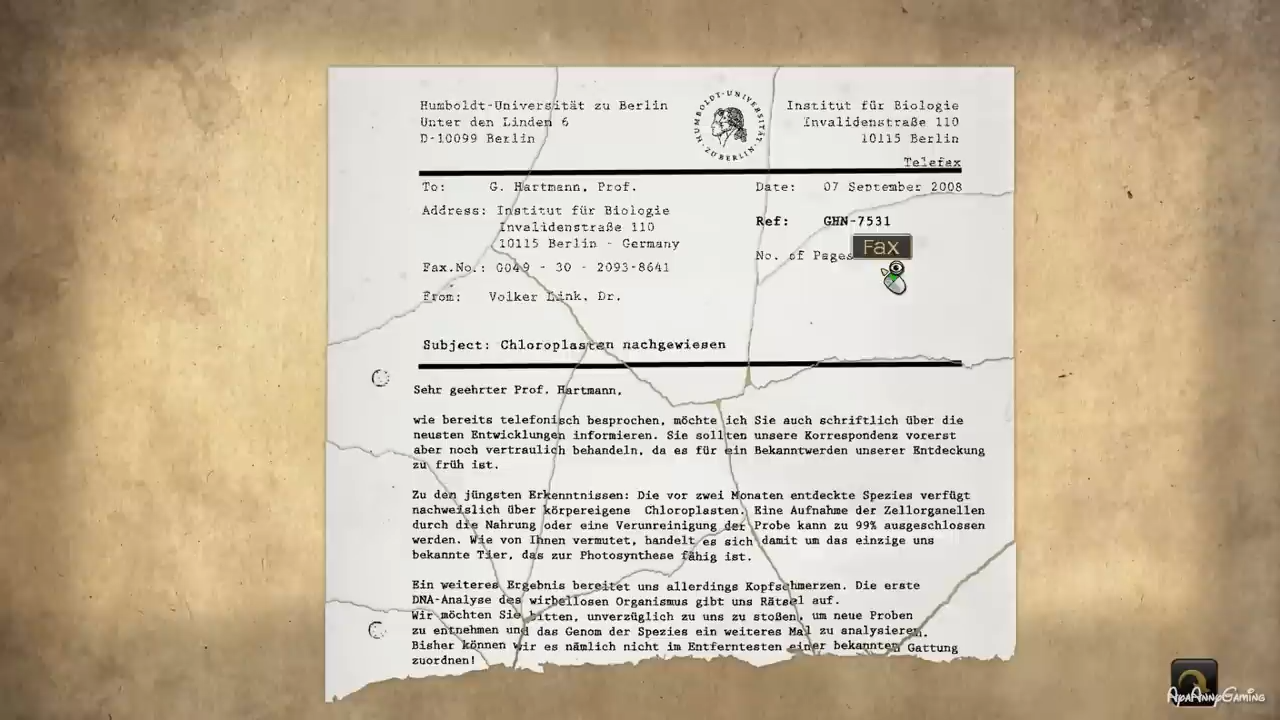 Humboldt-Universität zu Berlin
Unter den Linden 6
D-10099 Berlin
HUMBOLDT-UNIVERSITÄT ZU BERLIN
Institut für Biologie
Invalidenstraße 110
10115 Berlin
Telefax
To: G. Hartmann, Prof.
Address: Institut für Biologie
Invalidenstraße 110
10115 Berlin - Germany
Fax.No.: 0049 - 30 - 2093-8641
From: Volker Link, Dr.
Date: 07 September 2008
Ref: GHN-7531
No. of Pages
Fax
Subject: Chloroplasten nachgewiesen
Sehr geehrter Prof. Hartmann,
wie bereits telefonisch besprochen, möchte ich Sie auch schriftlich über die
neusten Entwicklungen informieren. Sie sollten unsere Korrespondenz vorerst
aber noch vertraulich behandeln, da es für ein Bekanntwerden unserer Entdeckung
zu früh ist.
Zu den jüngsten Erkenntnissen: Die vor zwei Monaten entdeckte Spezies verfügt
nachweislich über körpereigene Chloroplasten. Eine Aufnahme der Zellorganellen
durch die Nahrung oder eine Verunreinigung der Probe kann zu 99% ausgeschlossen
werden. Wie von Ihnen vermutet, handelt es sich damit um das einzige uns
bekannte Tier, das zur Photosynthese fähig ist.
Ein weiteres Ergebnis bereitet uns allerdings Kopfschmerzen. Die erste
DNA-Analyse des wirbellosen Organismus gibt uns Rätsel auf.
Wir möchten Sie bitten, unverzüglich zu uns zu stoßen, um neue Proben
zu entnehmen und das Genom der Spezies ein weiteres Mal zu analysieren.
Bisher können wir es nämlich nicht im Entferntesten einer bekannten Gattung
zuordnen!
AyaAnnyGaming